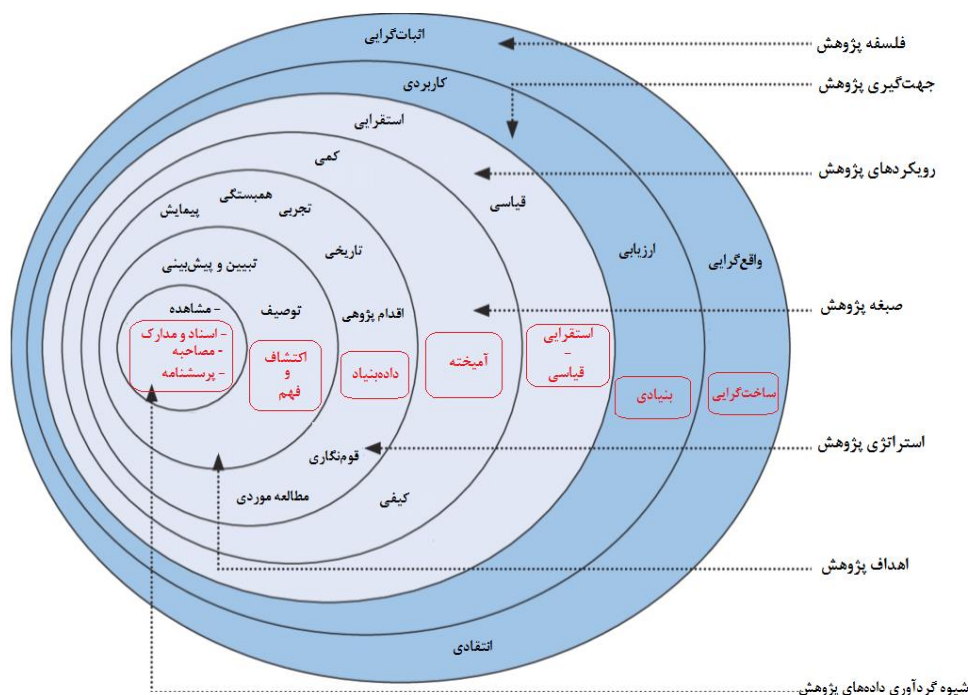 اثبات‌گرایی
فلسفه پژوهش
کاربردی
جهت‌گیری پژوهش
استقرایی
کمی
رویکردهای پژوهش
قیاسی
همبستگی
پیمایش
تجربی
تاریخی
ارزیابی
واقع‌گرایی
تبیین و پیش‌بینی
- مشاهده
توصیف
اقدام پژوهی
صبغه پژوهش
- اسناد و مدارک
- مصاحبه
- پرسشنامه
اکتشاف
و
فهم
داده‌بنیاد
آمیخته
استقرایی
-
قیاسی
بنیادی
ساخت‌گرایی
استراتژی پژوهش
قوم‌نگاری
مطالعه موردی
کیفی
اهداف پژوهش
انتقادی
شیوه گردآوری داده‌های پژوهش